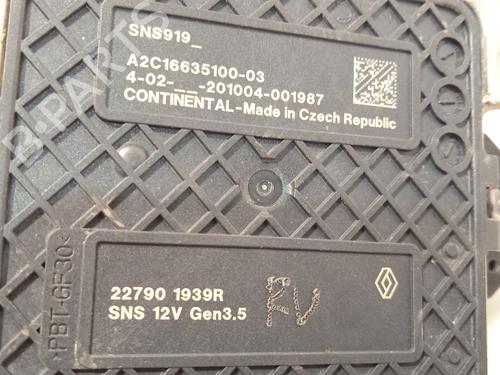 SNS919_
A2C16635100-03
4-02-__-201004-001987
CONTINENTAL-Made in Czech Republic
22790 1939R
SNS 12V Gen3.5
RV
>PBT-GF30<
B-PARTS